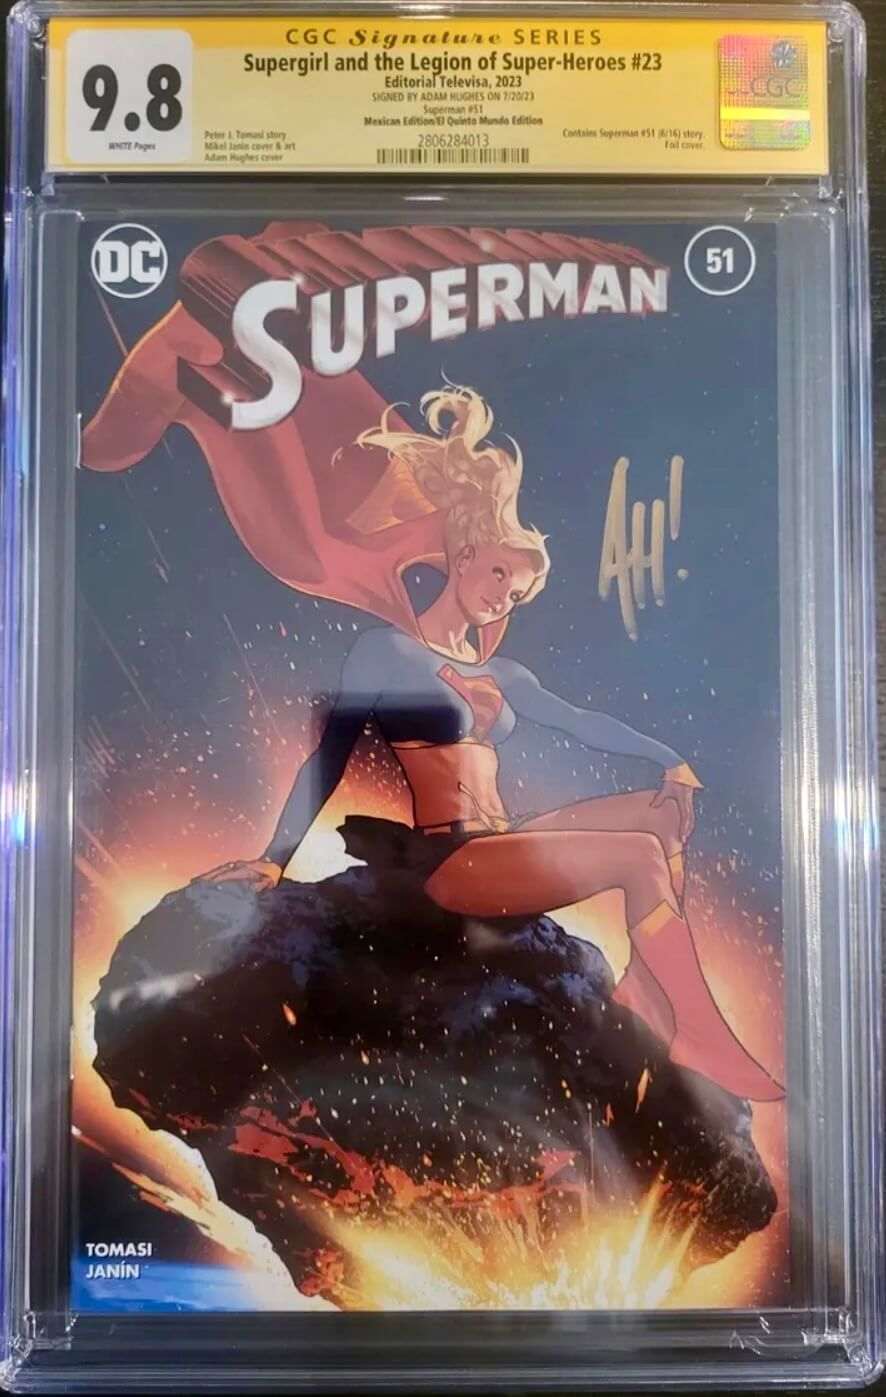 CGC Signature SERIES
Supergirl and the Legion of Super-Heroes #23
Editorial Televisa, 2023
SIGNED BY ADAM HUGHES ON 7/20/23
Superman #51
Mexican Edition/El Quinto Mundo Edition
9.8
WHITE Pages
Peter J. Tomasi story
Mikel Janin cover & art
Adam Hughes cover
2806284013
Contains Superman #51 (6/16) story.
Foil cover.
CGC
DC
SUPERMAN
51
AH!
TOMASI
JANÍN